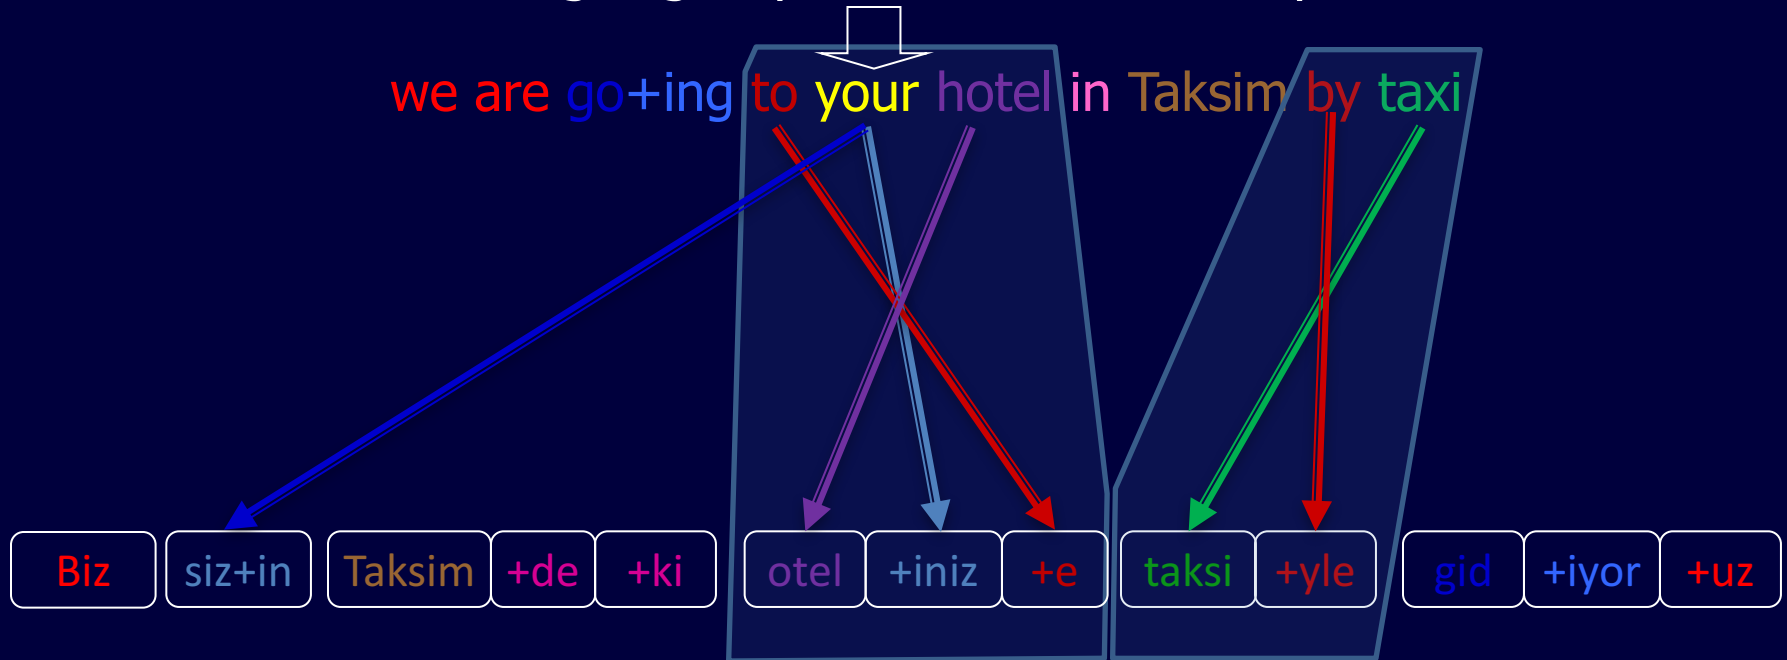 we are go+ing to your hotel in Taksim by taxi
Biz siz+in Taksim +de +ki otel +iniz +e taksi +yle gid +iyor +uz